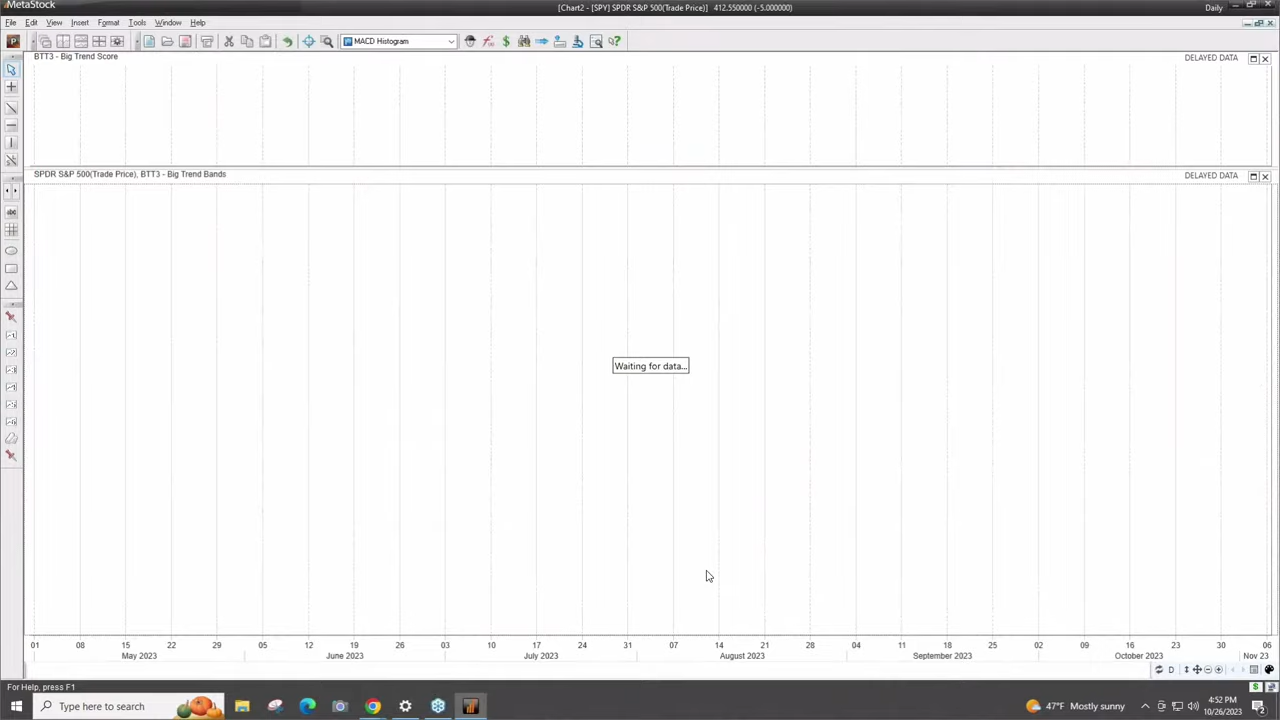 MetaStock
[Chart2 - [SPY] SPDR S&P 500(Trade Price)] 412.550000 (-5.000000)
Daily
File Edit View Insert Format Tools Window Help
MACD Histogram
BTT3 - Big Trend Score
DELAYED DATA
SPDR S&P 500(Trade Price), BTT3 - Big Trend Bands
DELAYED DATA
abc
Waiting for data...
01 08 15 22 29 05 12 19 26 03 10 17 24 31 07 14 21 28 04 11 18 25 02 09 16 23 30 06
May 2023 June 2023 July 2023 August 2023 September 2023 October 2023 Nov 23
D
For Help, press F1
Type here to search
47°F Mostly sunny
4:52 PM
10/26/2023
2